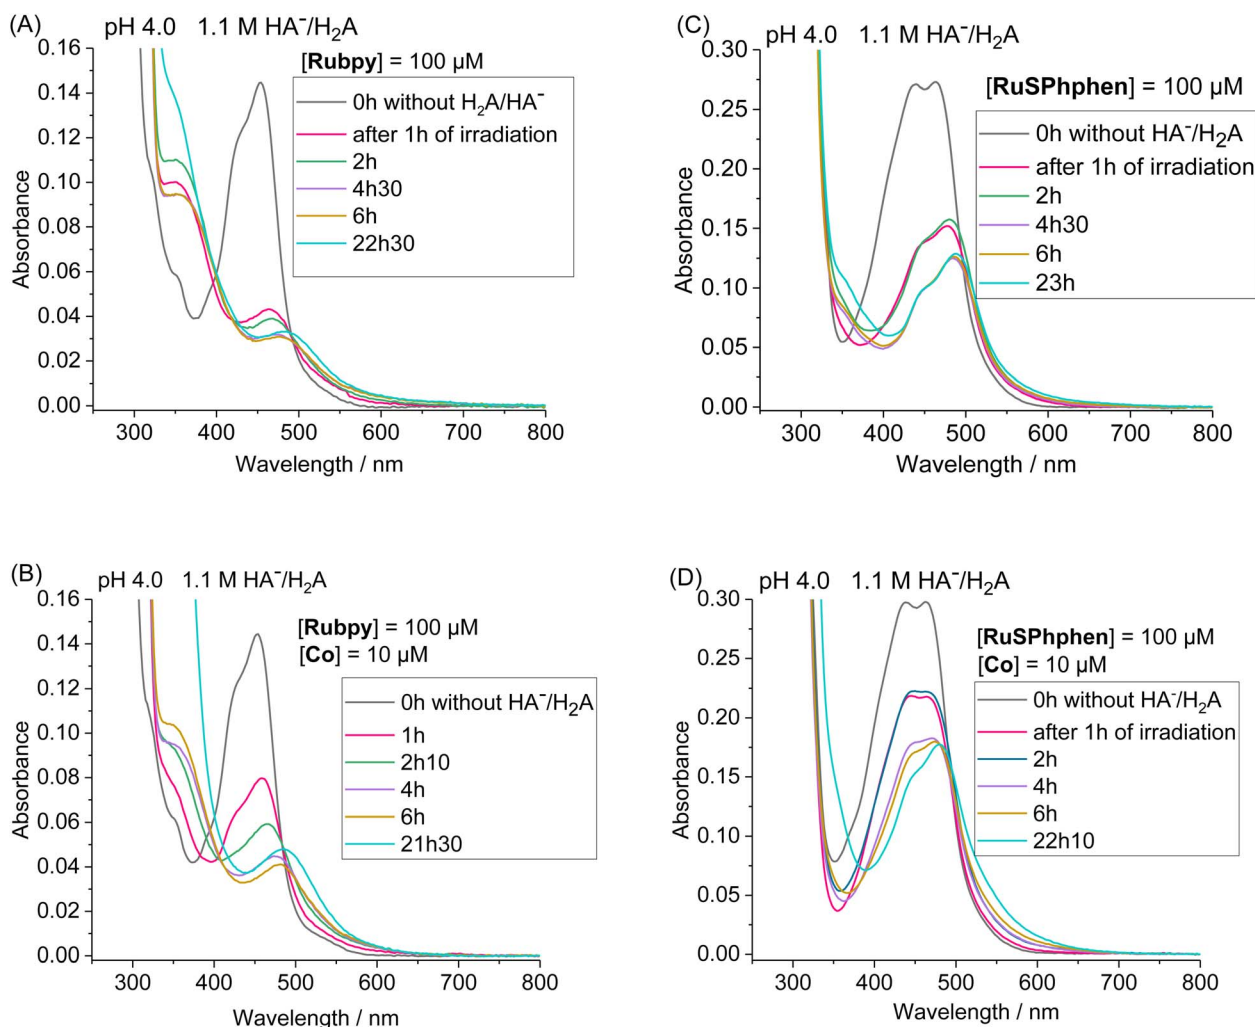 (A)
pH 4.0 1.1 M HA⁻/H₂A
[Rubpy] = 100 µM
0h without H₂A/HA⁻
after 1h of irradiation
2h
4h30
6h
22h30
0.16
0.14
0.12
0.10
0.08
0.06
0.04
0.02
0.00
Absorbance
300 400 500 600 700 800
Wavelength / nm
(C)
pH 4.0 1.1 M HA⁻/H₂A
[RuSPhphen] = 100 µM
0h without HA⁻/H₂A
after 1h of irradiation
2h
4h30
6h
23h
0.30
0.25
0.20
0.15
0.10
0.05
0.00
Absorbance
300 400 500 600 700 800
Wavelength / nm
(B)
pH 4.0 1.1 M HA⁻/H₂A
[Rubpy] = 100 µM
[Co] = 10 µM
0h without HA⁻/H₂A
1h
2h10
4h
6h
21h30
0.16
0.14
0.12
0.10
0.08
0.06
0.04
0.02
0.00
Absorbance
300 400 500 600 700 800
Wavelength / nm
(D)
pH 4.0 1.1 M HA⁻/H₂A
[RuSPhphen] = 100 µM
[Co] = 10 µM
0h without HA⁻/H₂A
after 1h of irradiation
2h
4h
6h
22h10
0.30
0.25
0.20
0.15
0.10
0.05
0.00
Absorbance
300 400 500 600 700 800
Wavelength / nm